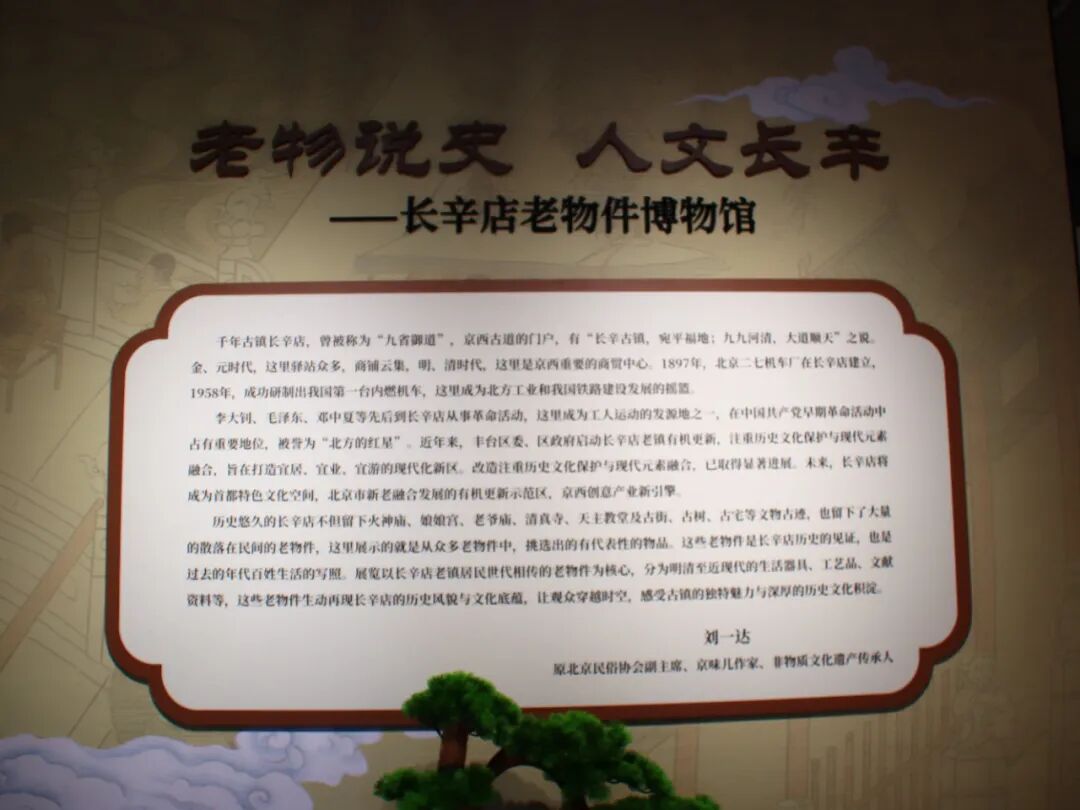 老物说史 人文长辛
——长辛店老物件博物馆
千年古镇长辛店，曾被称为“九省御道”，京西古道的门户，有“长辛古镇，宛平福地；九九河清、大道顺天”之说。
金、元时代，这里驿站众多，商铺云集，明、清时代，这里是京西重要的商贸中心。1897年，北京二七机车厂在长辛店建立，
1958年，成功研制出我国第一台内燃机车，这里成为北方工业和我国铁路建设发展的摇篮。
李大钊、毛泽东、邓中夏等先后到长辛店从事革命活动，这里成为工人运动的发源地之一，在中国共产党早期革命活动中
占有重要地位，被誉为“北方的红星”。近年来，丰台区委、区政府启动长辛店老镇有机更新，注重历史文化保护与现代元素
融合，旨在打造宜居、宜业、宜游的现代化新区。改造注重历史文化保护与现代元素融合，已取得显著进展。未来，长辛店将
成为首都特色文化空间，北京市新老融合发展的有机更新示范区，京西创意产业新引擎。
历史悠久的长辛店不但留下火神庙、娘娘宫、老爷庙、清真寺、天主教堂及古街、古树、古宅等文物古迹，也留下了大量
的散落在民间的老物件，这里展示的就是从众多老物件中，挑选出的有代表性的物品。这些老物件是长辛店历史的见证，也是
过去的年代百姓生活的写照。展览以长辛店老镇居民世代相传的老物件为核心，分为明清至近现代的生活器具、工艺品、文献
资料等，这些老物件生动再现长辛店的历史风貌与文化底蕴，让观众穿越时空，感受古镇的独特魅力与深厚的历史文化积淀。
刘一达
原北京民俗协会副主席、京味儿作家、非物质文化遗产传承人